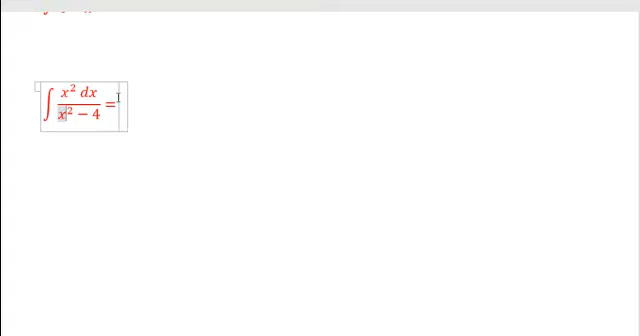 ∫ x² dx / x² − 4 =